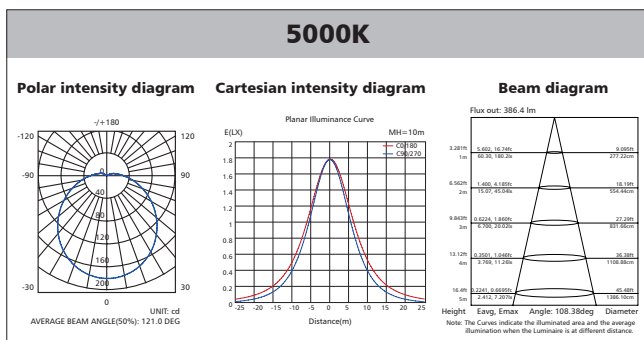 5000K
Polar intensity diagram
-/+180
-120
120
-90
90
0
40
80
120
160
200
-30
30
0
UNIT: cd
AVERAGE BEAM ANGLE(50%): 121.0 DEG
Cartesian intensity diagram
Planar Illuminance Curve
E(LX)
MH=10m
C0/180
C90/270
2
1.8
1.6
1.4
1.2
1
0.8
0.6
0.4
0.2
0
-25 -20 -15 -10 -5 0 5 10 15 20 25
Distance(m)
Beam diagram
Flux out: 386.4 lm
3.281ft 5.602, 16.74fc 9.095ft
1m 60.30, 180.2lx 277.22cm
6.562ft 1.400, 4.185fc 18.19ft
2m 15.07, 45.04lx 554.44cm
9.843ft 0.6224, 1.860fc 27.29ft
3m 6.700, 20.02lx 831.66cm
13.12ft 0.3501, 1.046fc 36.38ft
4m 3.769, 11.26lx 1108.88cm
16.4ft 0.2241, 0.6695fc 45.48ft
5m 2.412, 7.207lx 1386.10cm
Height Eavg, Emax Angle: 108.38deg Diameter
Note: The Curves indicate the illuminated area and the average
illumination when the Luminaire is at different distance.